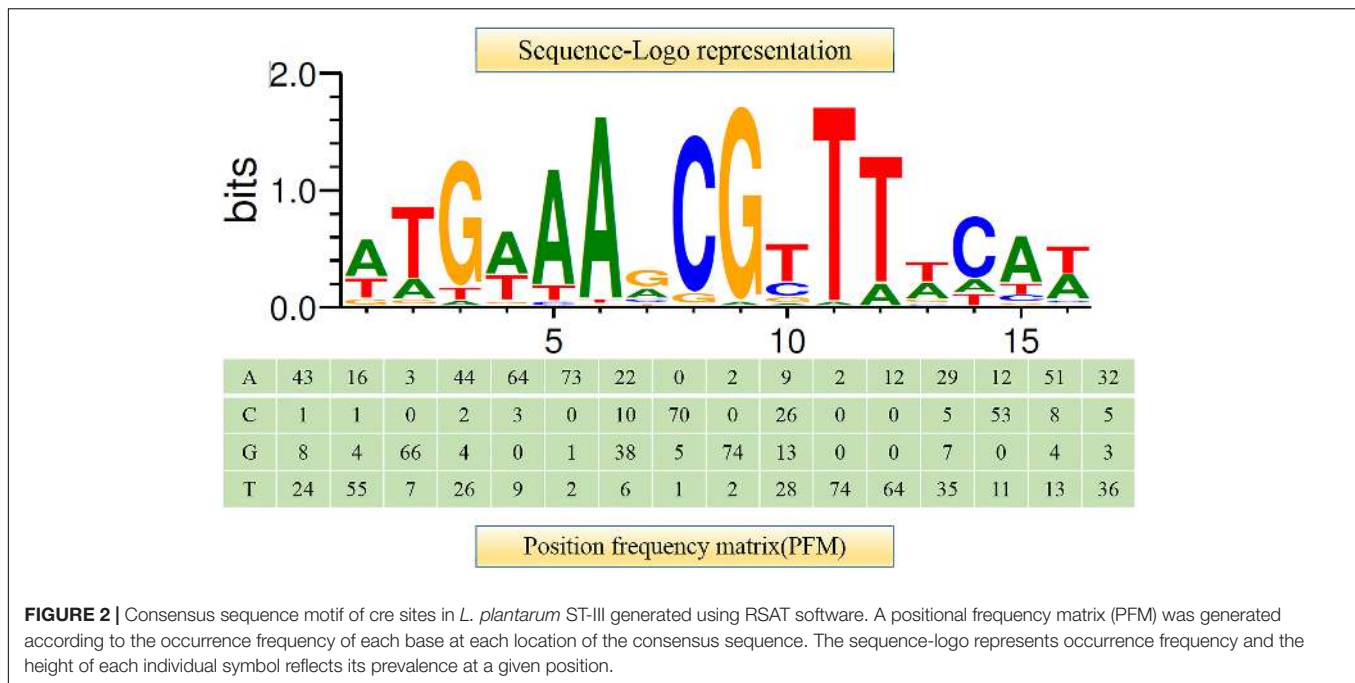 Sequence-Logo representation
2.0
bits
1.0
0.0
5 10 15
A 43 16 3 44 64 73 22 0 2 9 2 12 29 12 51 32
C 1 1 0 2 3 0 10 70 0 26 0 0 5 53 8 5
G 8 4 66 4 0 1 38 5 74 13 0 0 7 0 4 3
T 24 55 7 26 9 2 6 1 2 28 74 64 35 11 13 36
Position frequency matrix(PFM)
FIGURE 2 | Consensus sequence motif of cre sites in L. plantarum ST-III generated using RSAT software. A positional frequency matrix (PFM) was generated
according to the occurrence frequency of each base at each location of the consensus sequence. The sequence-logo represents occurrence frequency and the
height of each individual symbol reflects its prevalence at a given position.